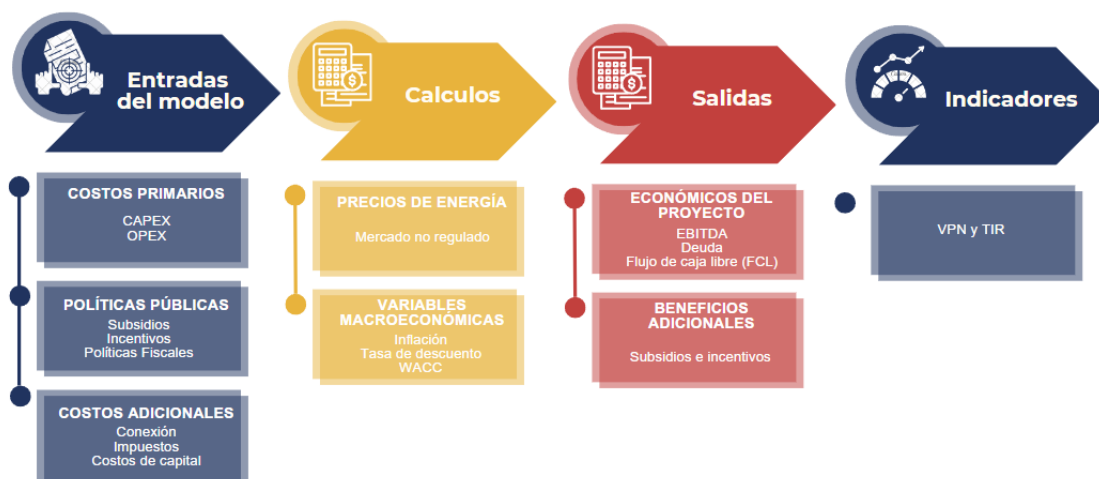 Entradas
del modelo
COSTOS PRIMARIOS
CAPEX
OPEX
POLÍTICAS PÚBLICAS
Subsidios
Incentivos
Políticas Fiscales
COSTOS ADICIONALES
Conexión
Impuestos
Costos de capital
Calculos
PRECIOS DE ENERGÍA
Mercado no regulado
VARIABLES
MACROECONÓMICAS
Inflación
Tasa de descuento
WACC
Salidas
ECONÓMICOS DEL
PROYECTO
EBITDA
Deuda
Flujo de caja libre (FCL)
BENEFICIOS
ADICIONALES
Subsidios e incentivos
Indicadores
VPN y TIR